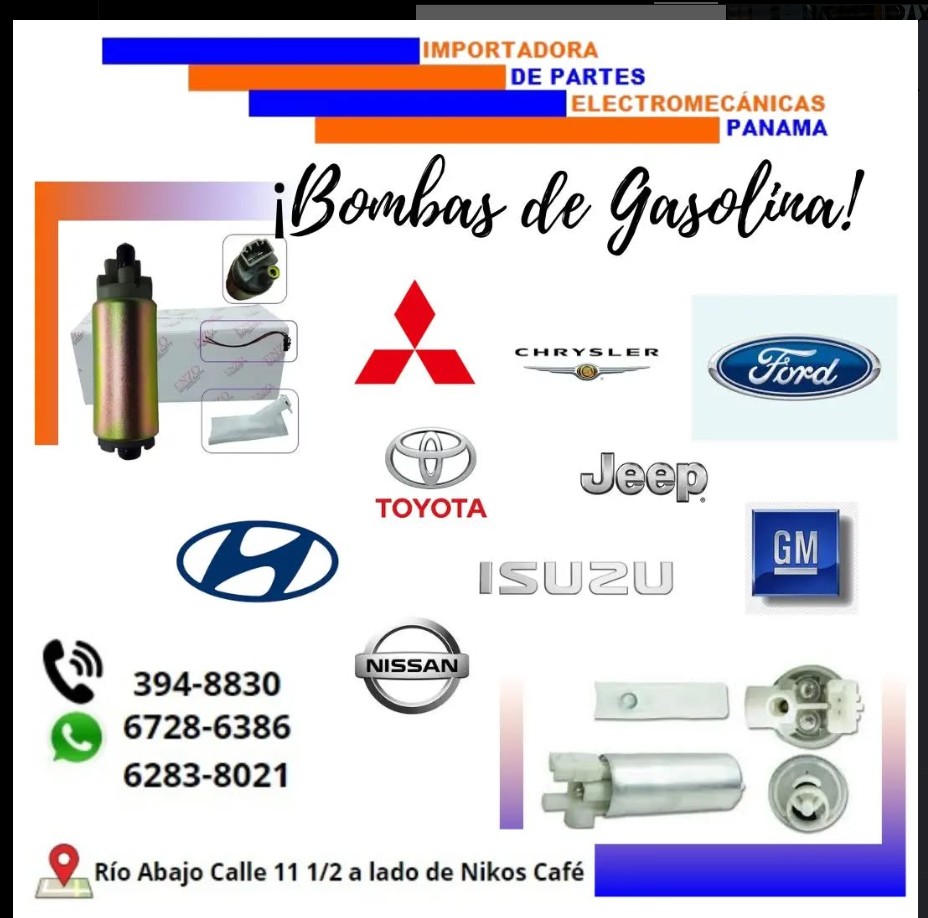 IMPORTADORA
DE PARTES
ELECTROMECÁNICAS
PANAMA
¡Bombas de Gasolina!
CHRYSLER
Ford
TOYOTA
Jeep
GM
ISUZU
NISSAN
394-8830
6728-6386
6283-8021
Río Abajo Calle 11 1/2 a lado de Nikos Café